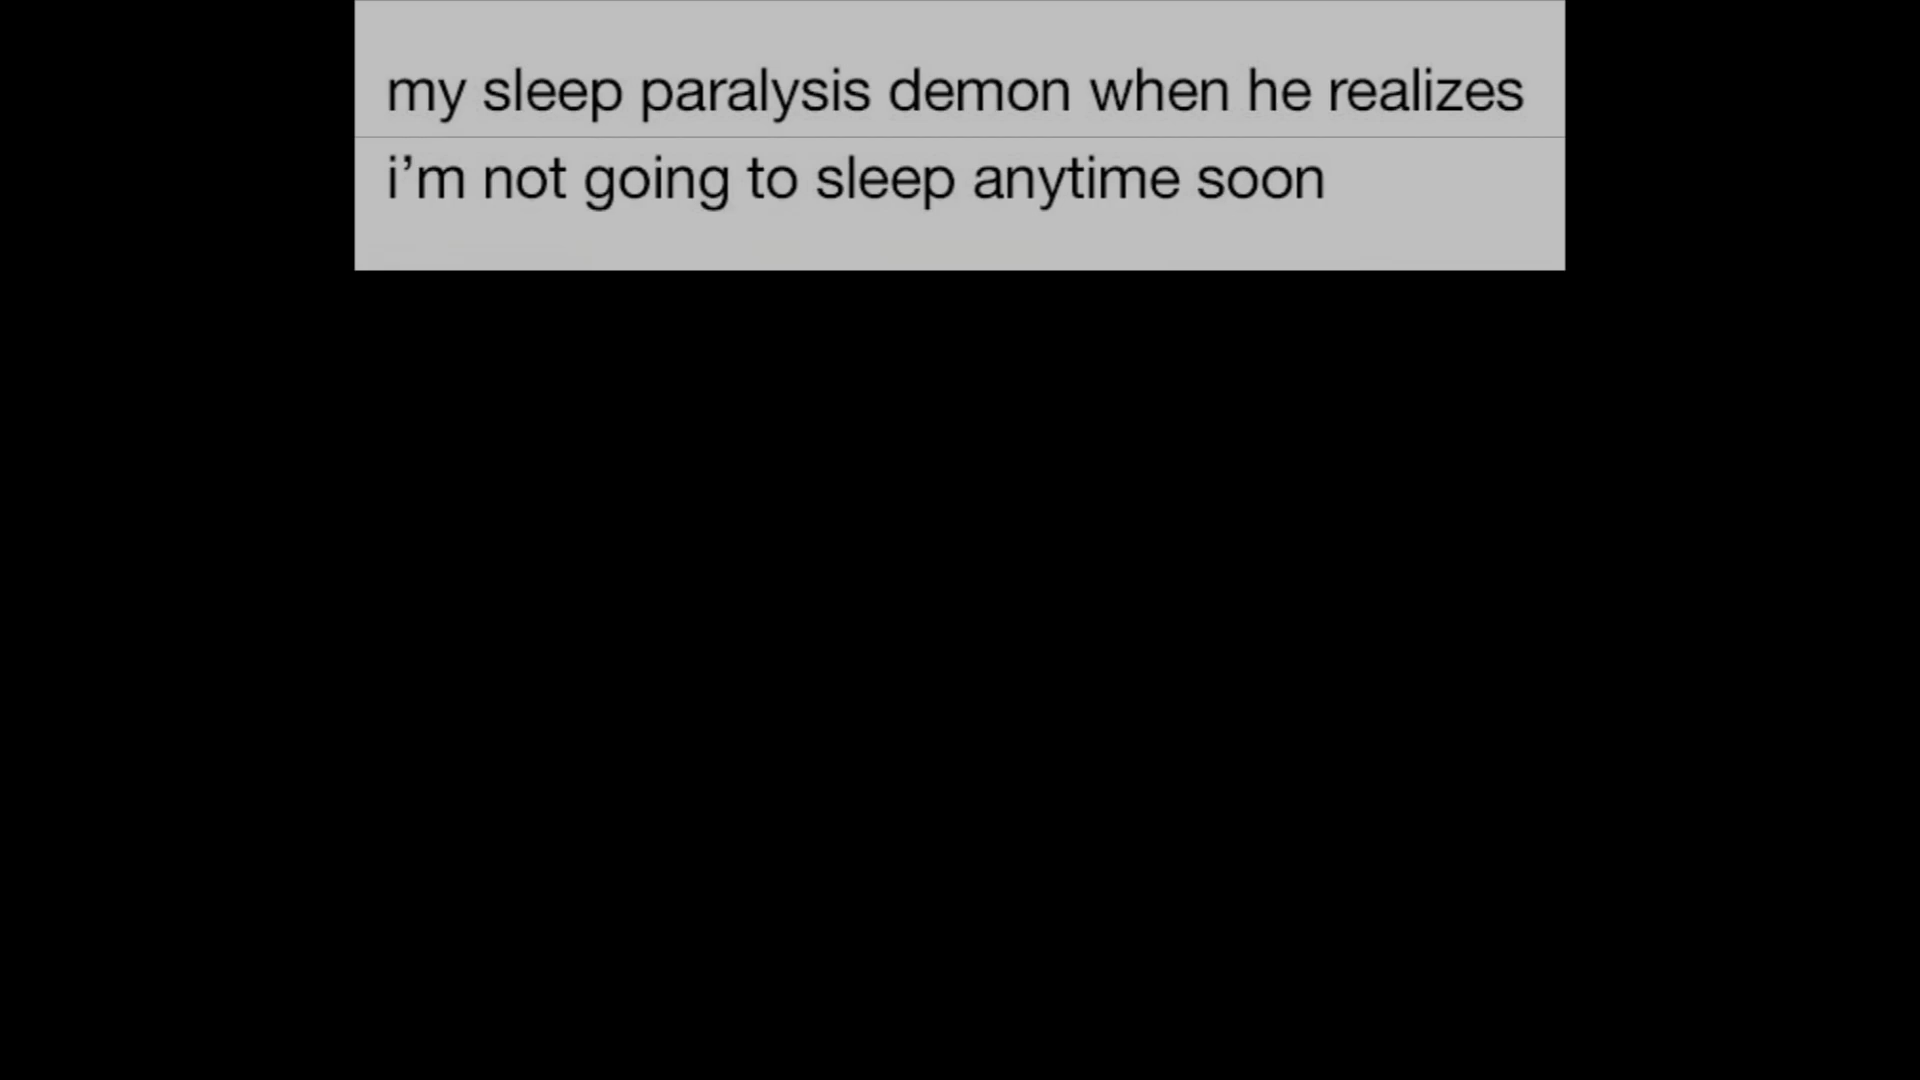 my sleep paralysis demon when he realizes
i’m not going to sleep anytime soon